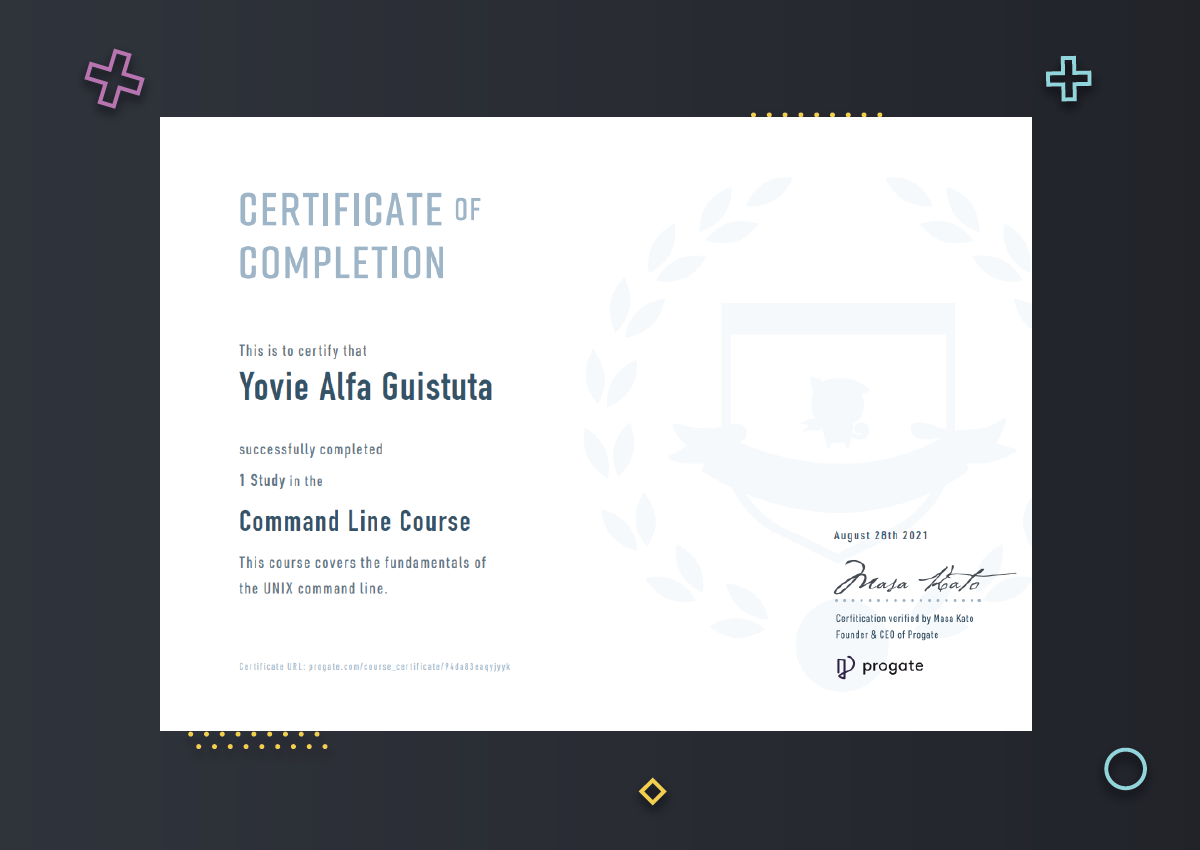 CERTIFICATE OF
COMPLETION
This is to certify that
Yovie Alfa Guistuta
successfully completed
1 Study in the
Command Line Course
This course covers the fundamentals of
the UNIX command line.
Certificate URL: progate.com/course_certificate/94da83eaqyjyyk
August 28th 2021
Masa Kato
Corfitication verified by Masa Kato
Founder & CEO of Progate
progate